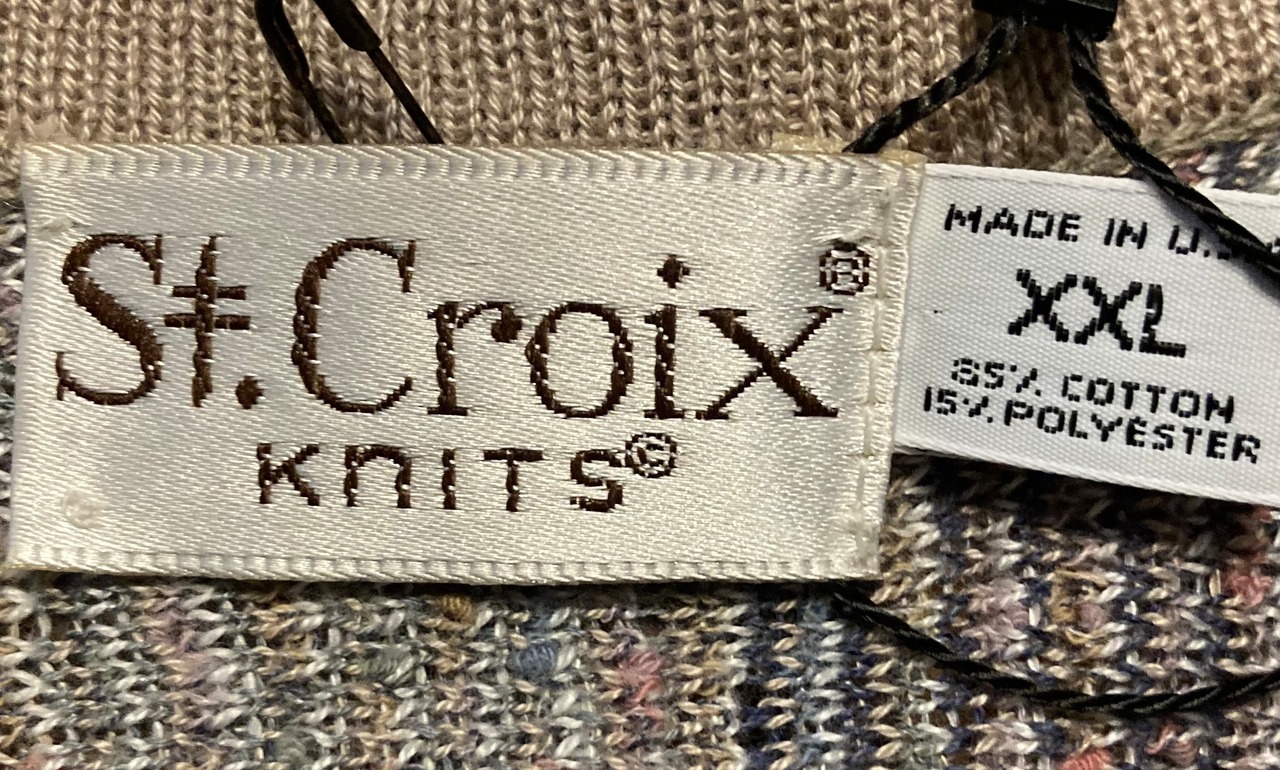 St.Croix®
KNITS©
MADE IN U.S.
XXL
85% COTTON
15% POLYESTER